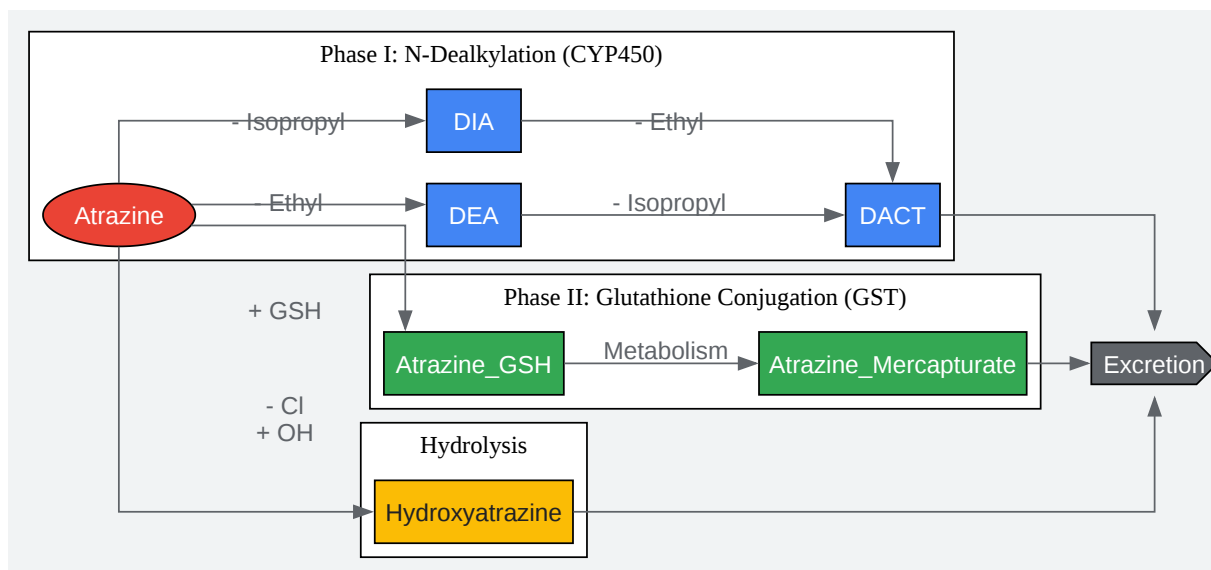 Phase I: N-Dealkylation (CYP450)
- Isopropyl
DIA
- Ethyl
Atrazine
- Ethyl
DEA
- Isopropyl
DACT
Phase II: Glutathione Conjugation (GST)
+ GSH
Atrazine_GSH
Metabolism
Atrazine_Mercapturate
Excretion
- Cl
+ OH
Hydrolysis
Hydroxyatrazine